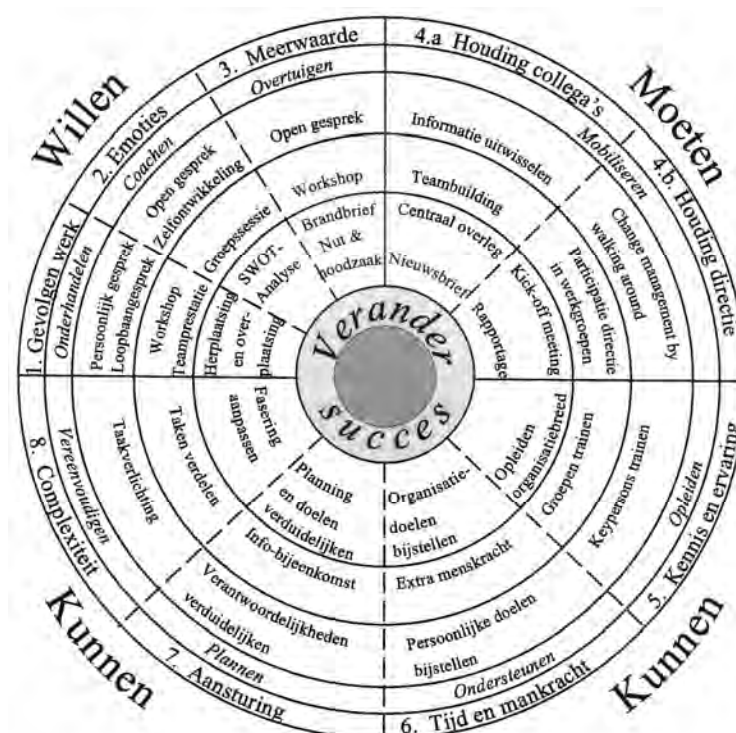 Willen
Moeten
Kunnen
Kunnen
1. Gevolgen werk
Onderhandelen
Persoonlijk gesprek
Loopbaangesprek
Workshop
Teamprestatie
Herplaatsing
en over-
plaatsing
2. Emoties
Coachen
Open gesprek
Zelfontwikkeling
Groepssessie
SWOT-
Analyse
3. Meerwaarde
Overtuigen
Open gesprek
Workshop
Brandbrief
Nut &
noodzaak
4.a Houding collega's
Mobiliseren
Informatie uitwisselen
Teambuilding
Centraal overleg
Nieuwsbrief
4.b. Houding directie
Change management by
walking around
Participatie directie
in werkgroepen
Kick-off meeting
Rapportage
5. Kennis en ervaring
Opleiden
Keypersons trainen
Groepen trainen
Opleiden
organisatiebreed
6. Tijd en mankracht
Ondersteunen
Persoonlijke doelen
bijstellen
Extra menskracht
Organisatie-
doelen
bijstellen
7. Aansturing
Plannen
Verantwoordelijkheden
verduidelijken
Info-bijeenkomst
Planning
en doelen
verduidelijken
8. Complexiteit
Vereenvoudigen
Taakverlichting
Taken verdelen
Fasering
aanpassen
Verander
succes